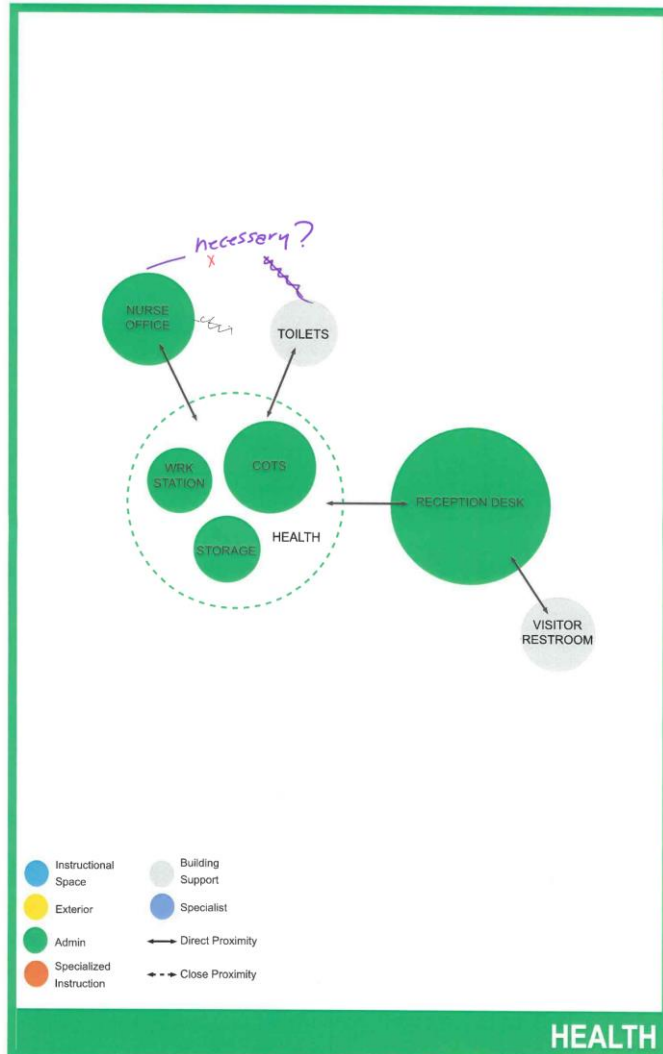 necessary?
x
NURSE
OFFICE
TOILETS
WRK
STATION
COTS
STORAGE
HEALTH
RECEPTION DESK
VISITOR
RESTROOM
Instructional
Space
Building
Support
Exterior
Specialist
Admin
Direct Proximity
Specialized
Instruction
Close Proximity
HEALTH